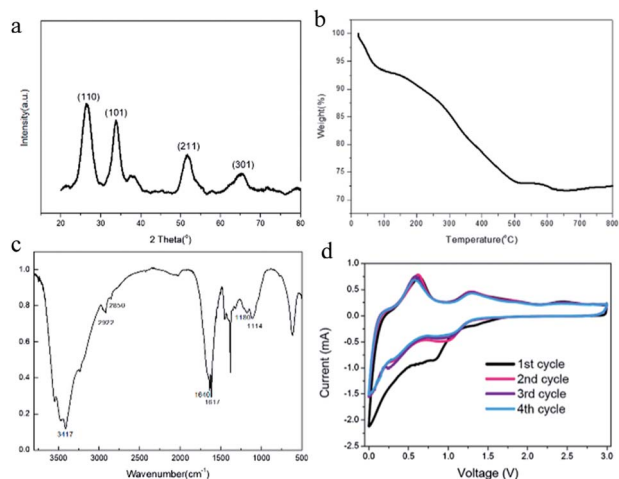 a
(110)
(101)
(211)
(301)
Intensity(a.u.)
20 30 40 50 60 70 80
2 Theta(°)
b
100
95
90
85
80
75
70
Weight(%)
0 100 200 300 400 500 600 700 800
Temperature(°C)
c
1.0
0.8
0.6
0.4
0.2
0.0
2922
2850
1180
1114
1640
1617
3417
3500 3000 2500 2000 1500 1000 500
Wavenumber(cm-1)
d
1.0
0.5
0.0
-0.5
-1.0
-1.5
-2.0
-2.5
Current (mA)
1st cycle
2nd cycle
3rd cycle
4th cycle
0.0 0.5 1.0 1.5 2.0 2.5 3.0
Voltage (V)